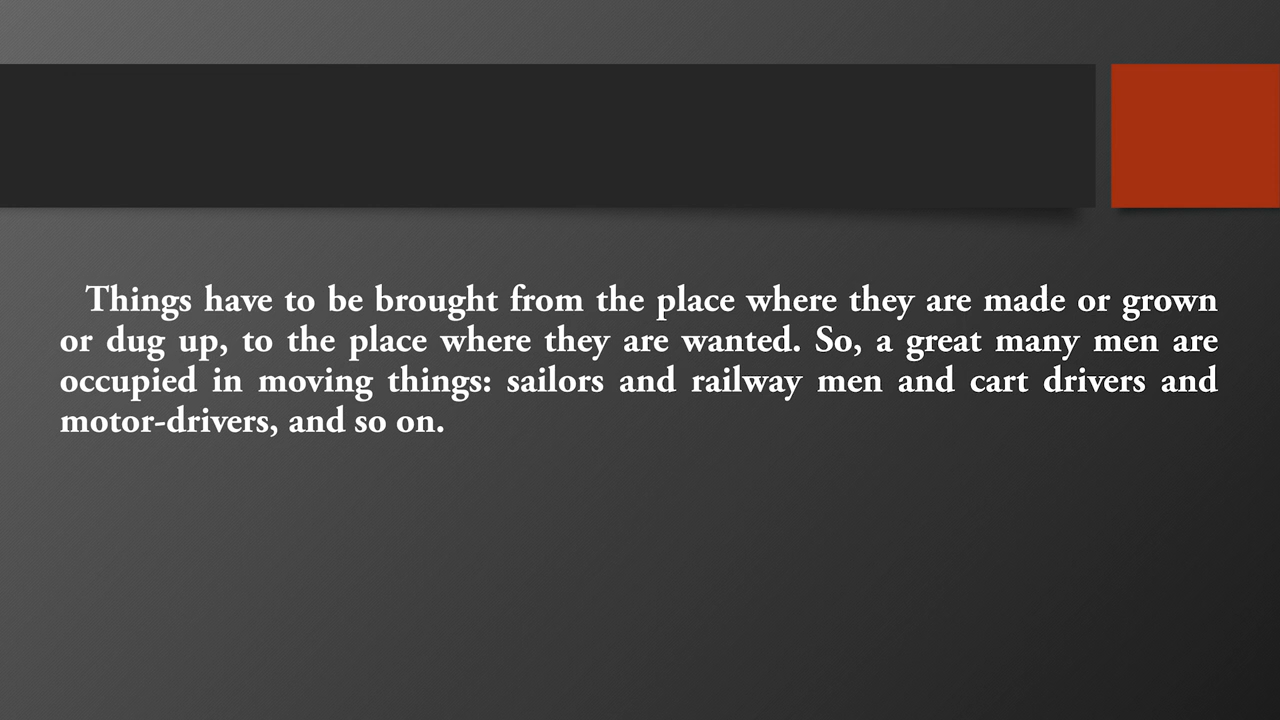 Things have to be brought from the place where they are made or grown
or dug up, to the place where they are wanted. So, a great many men are
occupied in moving things: sailors and railway men and cart drivers and
motor-drivers, and so on.